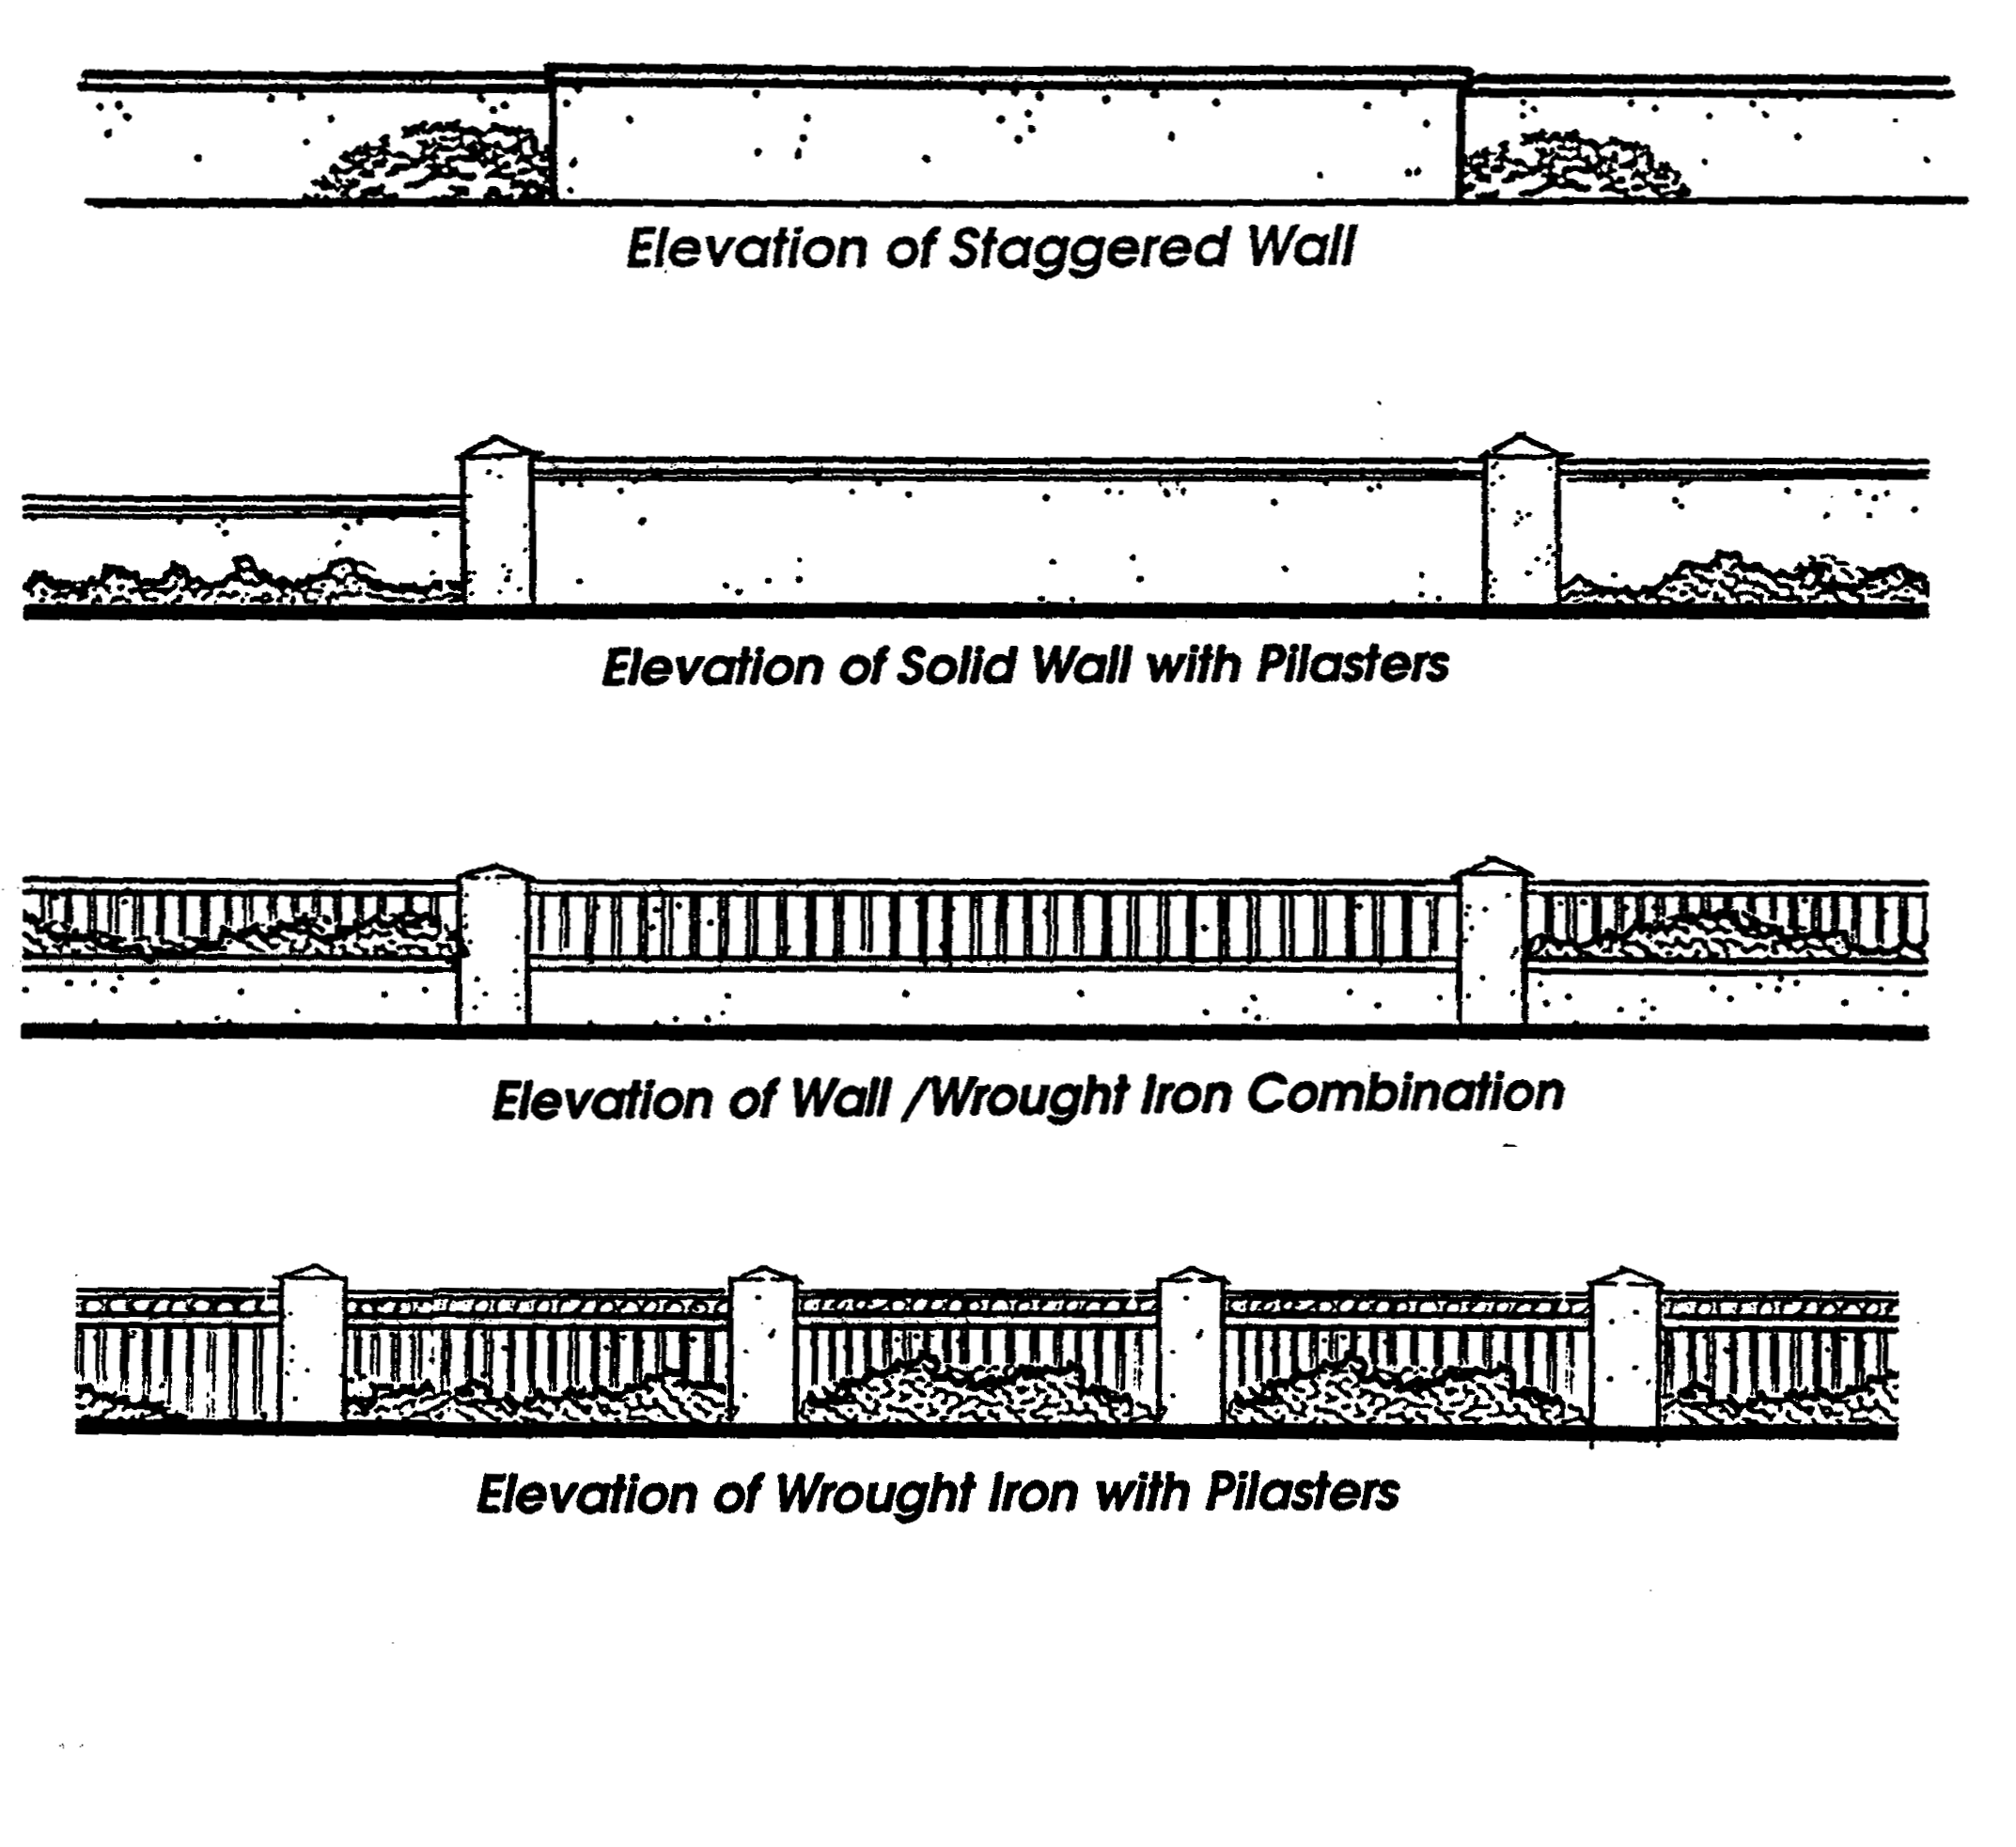 Elevation of Staggered Wall
Elevation of Solid Wall with Pilasters
Elevation of Wall /Wrought Iron Combination
Elevation of Wrought Iron with Pilasters